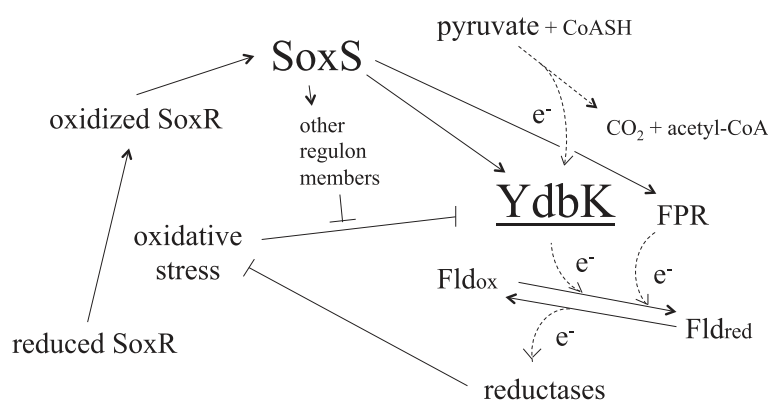 pyruvate + CoASH
SoxS
oxidized SoxR
e-
CO2 + acetyl-CoA
other
regulon
members
YdbK
FPR
oxidative
stress
e-
e-
Fldox
Fldred
reduced SoxR
e-
reductases